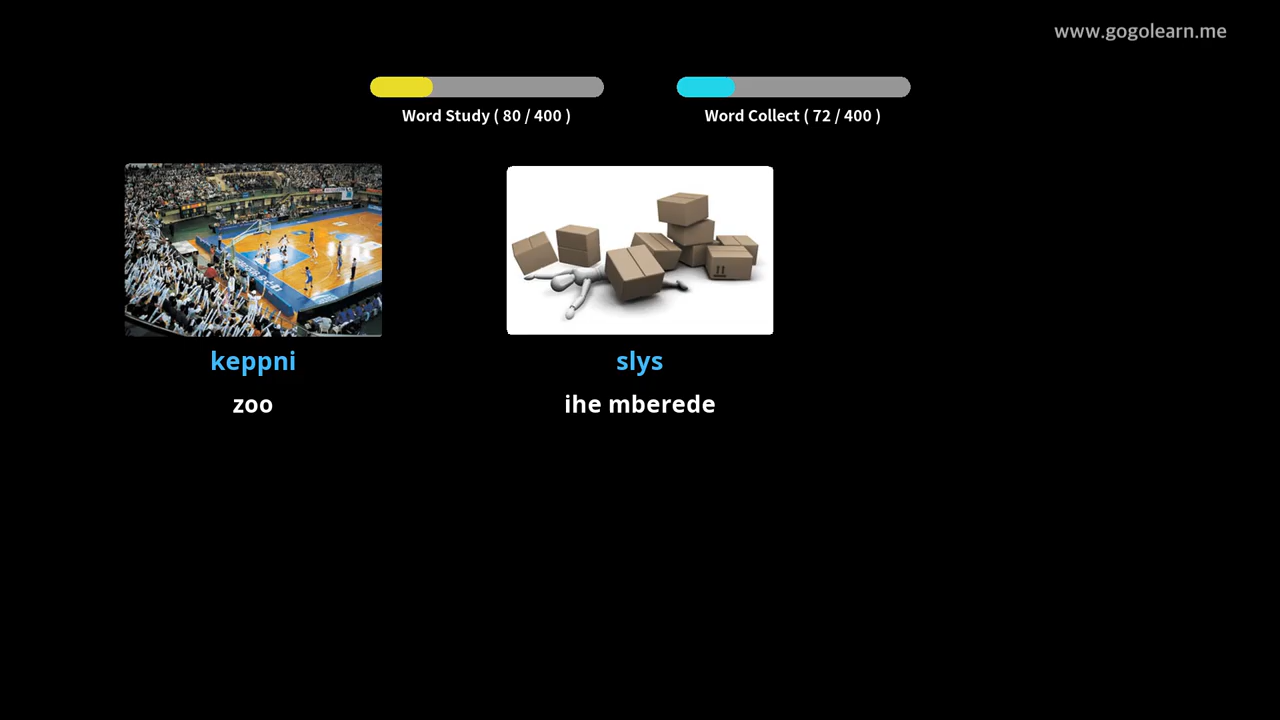 www.gogolearn.me
Word Study ( 80 / 400 )
Word Collect ( 72 / 400 )
keppni
slys
zoo
ihe mberede